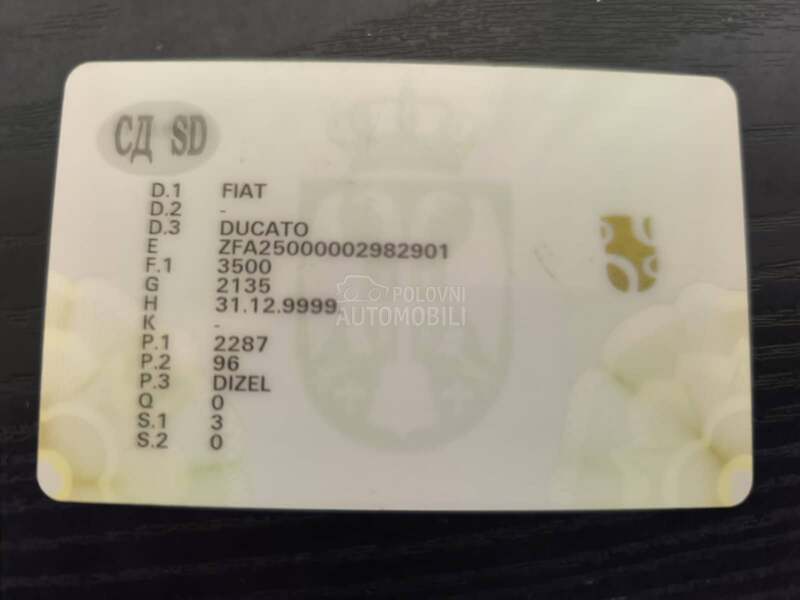 СД SD
D.1 FIAT
D.2 -
D.3 DUCATO
E ZFA25000002982901
F.1 3500
G 2135
H 31.12.9999
K -
P.1 2287
P.2 96
P.3 DIZEL
Q 0
S.1 3
S.2 0
POLOVNI
AUTOMOBILI